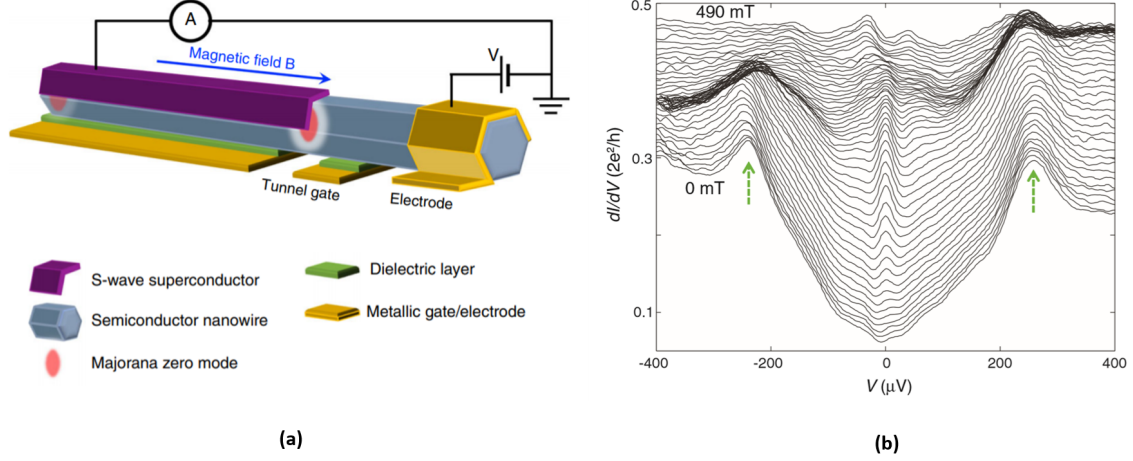 A
Magnetic field B
V
Tunnel gate
Electrode
S-wave superconductor
Dielectric layer
Semiconductor nanowire
Metallic gate/electrode
Majorana zero mode
(a)
0.5
490 mT
dI/dV (2e²/h)
0.3
0 mT
0.1
-400 -200 0 200 400
V (μV)
(b)